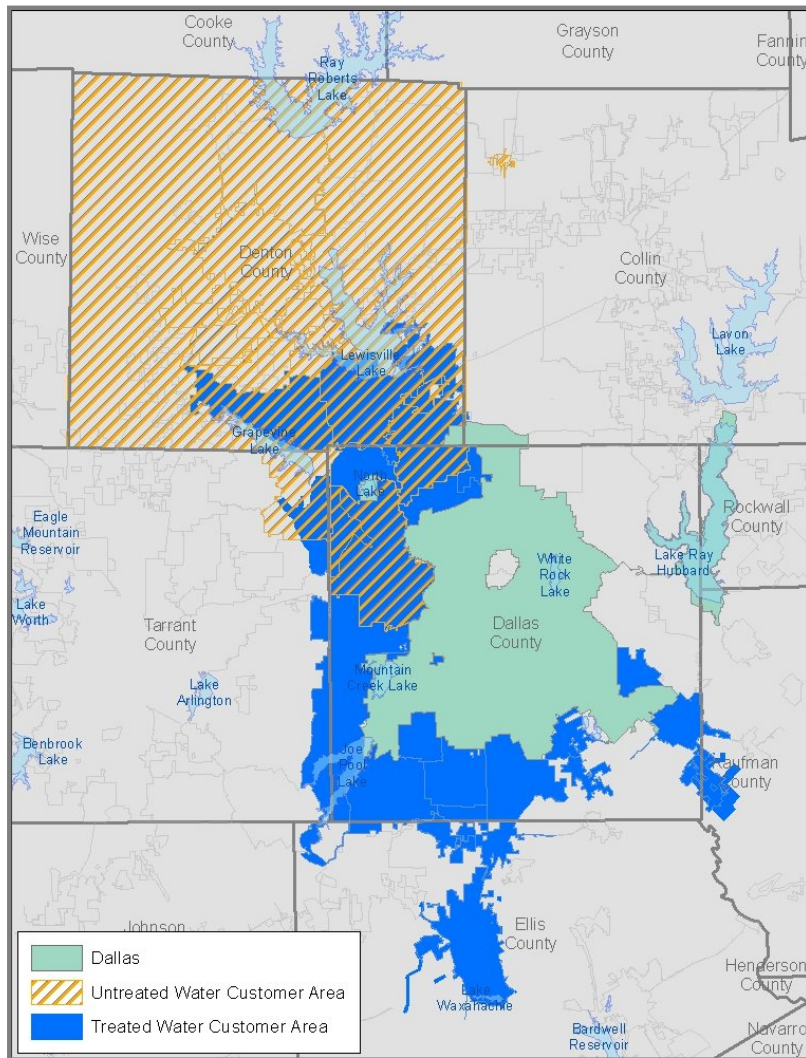 Cooke
County
Grayson
County
Fannin
County
Ray
Roberts
Lake
Wise
County
Denton
County
Collin
County
Lavon
Lake
Lewisville
Lake
Grapevine
Lake
North
Lake
Eagle
Mountain
Reservoir
Rockwall
County
Lake Ray
Hubbard
White
Rock
Lake
Lake
Worth
Tarrant
County
Dallas
County
Mountain
Creek Lake
Lake
Arlington
Benbrook
Lake
Joe
Pool
Lake
Kaufman
County
Johnson
Ellis
County
Lake
Waxahachie
Henderson
County
Bardwell
Reservoir
Navarro
County
Dallas
Untreated Water Customer Area
Treated Water Customer Area